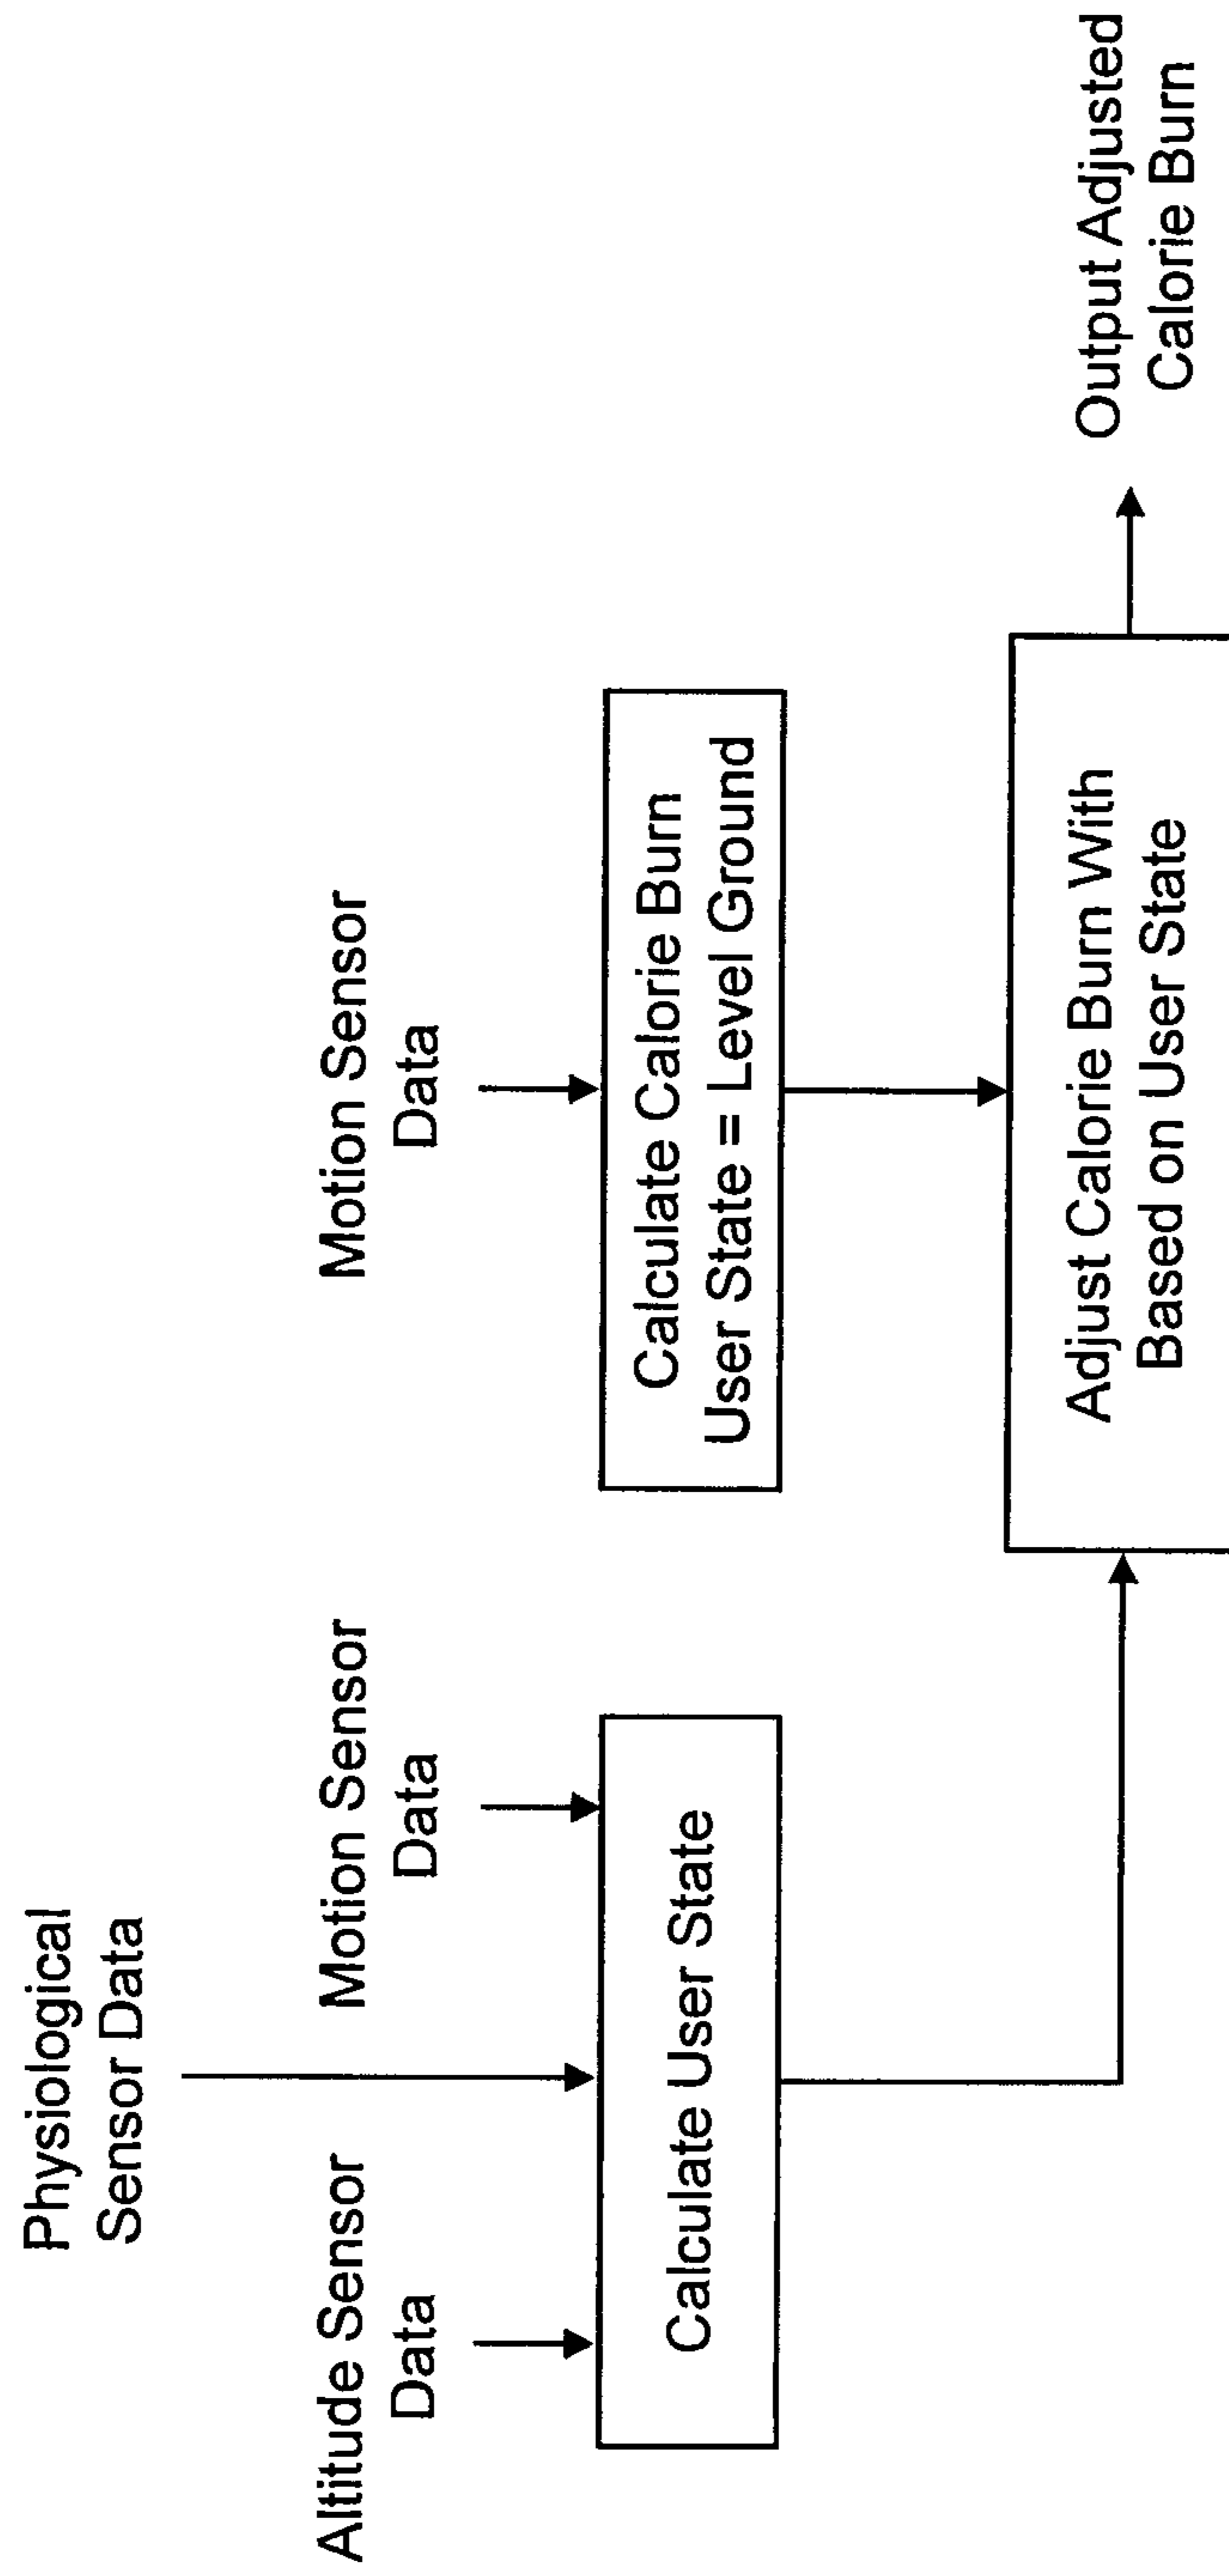 Physiological
Sensor Data
Altitude Sensor
Data
Motion Sensor
Data
Motion Sensor
Data
Calculate User State
Calculate Calorie Burn
User State = Level Ground
Adjust Calorie Burn With
Based on User State
Output Adjusted
Calorie Burn